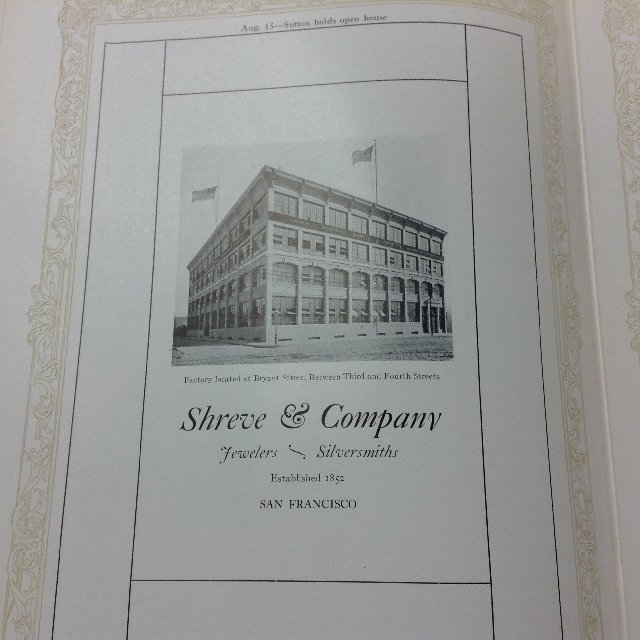 Aug. 15—Sutton holds open house
Factory located at Bryant Street, Between Third and Fourth Streets
Shreve & Company
Jewelers ~ Silversmiths
Established 1852
SAN FRANCISCO